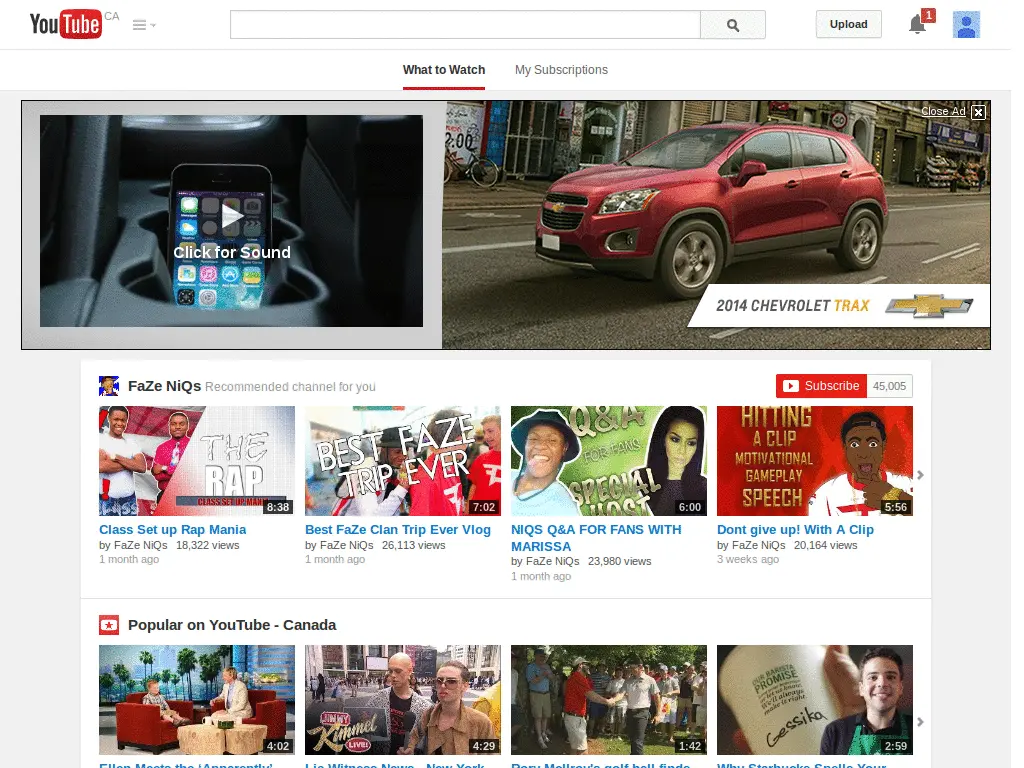 YouTube CA
Upload
1
What to Watch My Subscriptions
Close Ad X
Click for Sound
2014 CHEVROLET TRAX
FaZe NiQs Recommended channel for you
Subscribe 45,005
THE
RAP
CLASS SET UP MANIA
8:38
BEST FAZE
TRIP EVER
7:02
Q&A
FOR FANS
SPECIAL
HOST
6:00
HITTING
A CLIP
MOTIVATIONAL
GAMEPLAY
SPEECH
5:56
Class Set up Rap Mania
by FaZe NiQs 18,322 views
1 month ago
Best FaZe Clan Trip Ever Vlog
by FaZe NiQs 26,113 views
1 month ago
NIQS Q&A FOR FANS WITH
MARISSA
by FaZe NiQs 23,980 views
1 month ago
Dont give up! With A Clip
by FaZe NiQs 20,164 views
3 weeks ago
Popular on YouTube - Canada
4:02
JIMMY
Kimmel
LIVE!
4:29
1:42
OUR BARISTA
PROMISE
Gessika
2:59
Ellen Meets the 'Apparently'
Lie Witness News - New York
Rory McIlroy's golf ball finds
Why Starbucks Spells Your